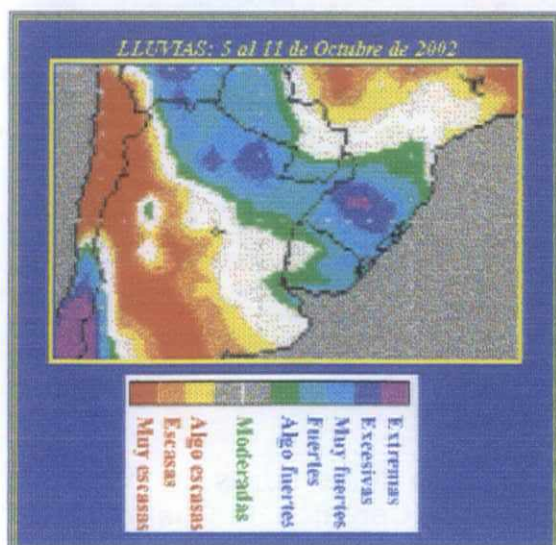 LLUVIAS: 5 al 11 de Octubre de 2002
Extremas
Excesivas
Muy fuertes
Fuertes
Algo fuertes
Moderadas
Algo escasas
Escasas
Muy escasas